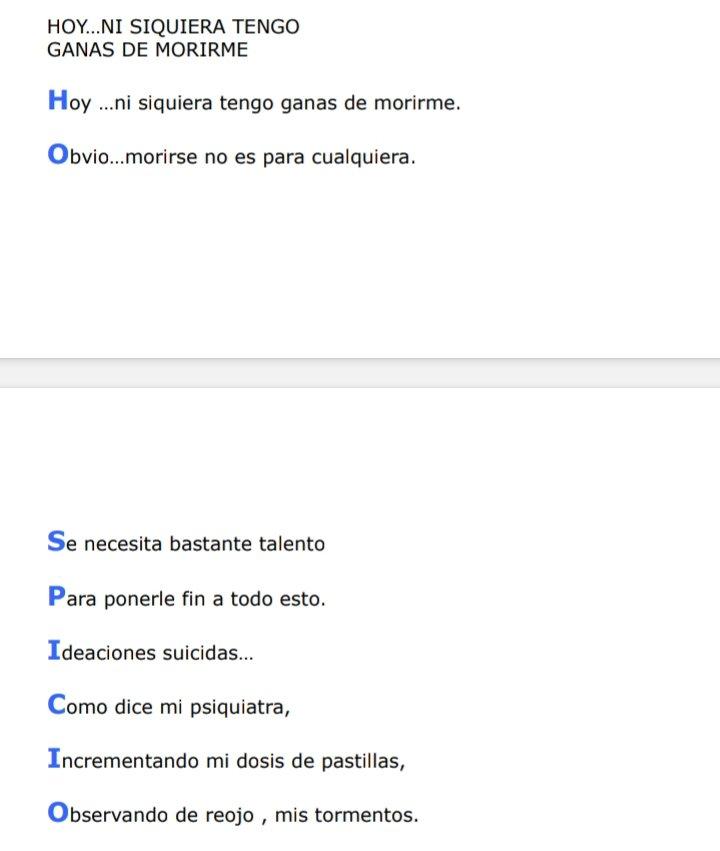 HOY...NI SIQUIERA TENGO
GANAS DE MORIRME
Hoy ...ni siquiera tengo ganas de morirme.
Obvio...morirse no es para cualquiera.
Se necesita bastante talento
Para ponerle fin a todo esto.
Ideaciones suicidas...
Como dice mi psiquiatra,
Incrementando mi dosis de pastillas,
Observando de reojo , mis tormentos.